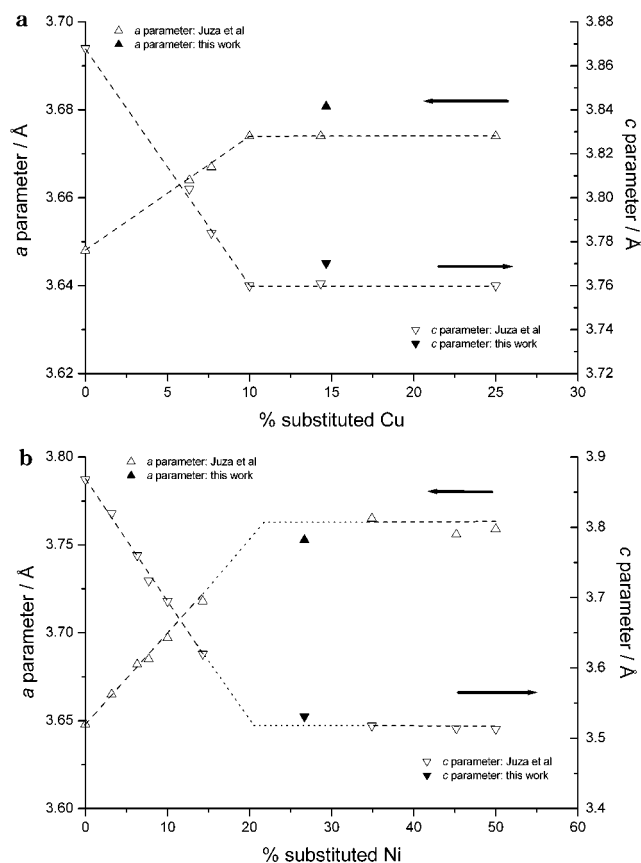 a
3.70
3.68
3.66
3.64
3.62
a parameter / Å
3.88
3.86
3.84
3.82
3.80
3.78
3.76
3.74
3.72
c parameter / Å
a parameter: Juza et al
a parameter: this work
c parameter: Juza et al
c parameter: this work
0 5 10 15 20 25 30
% substituted Cu
b
3.80
3.75
3.70
3.65
3.60
a parameter / Å
3.9
3.8
3.7
3.6
3.5
3.4
c parameter / Å
a parameter: Juza et al
a parameter: this work
c parameter: Juza et al
c parameter: this work
0 10 20 30 40 50 60
% substituted Ni